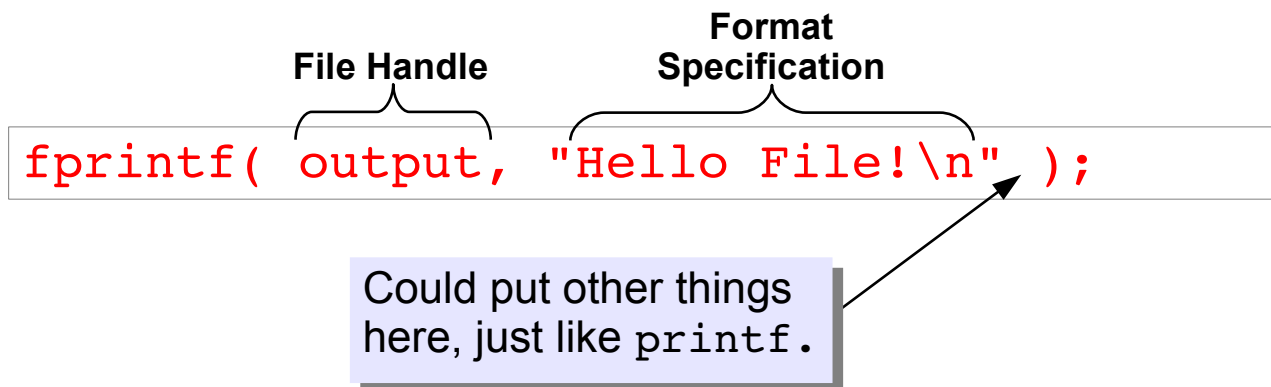 File Handle
Format
Specification
fprintf( output, "Hello File!\n" );
Could put other things
here, just like printf.